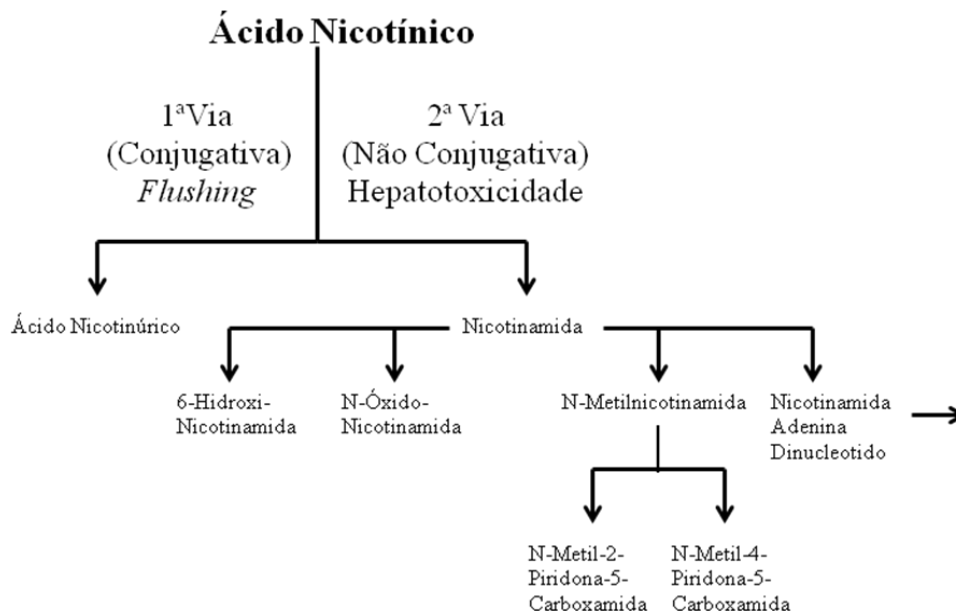 Ácido Nicotínico
1ªVia
(Conjugativa)
Flushing
2ª Via
(Não Conjugativa)
Hepatotoxicidade
Ácido Nicotinúrico
Nicotinamida
6-Hidroxi-
Nicotinamida
N-Óxido-
Nicotinamida
N-Metilnicotinamida
Nicotinamida
Adenina
Dinucleotido
N-Metil-2-
Piridona-5-
Carboxamida
N-Metil-4-
Piridona-5-
Carboxamida